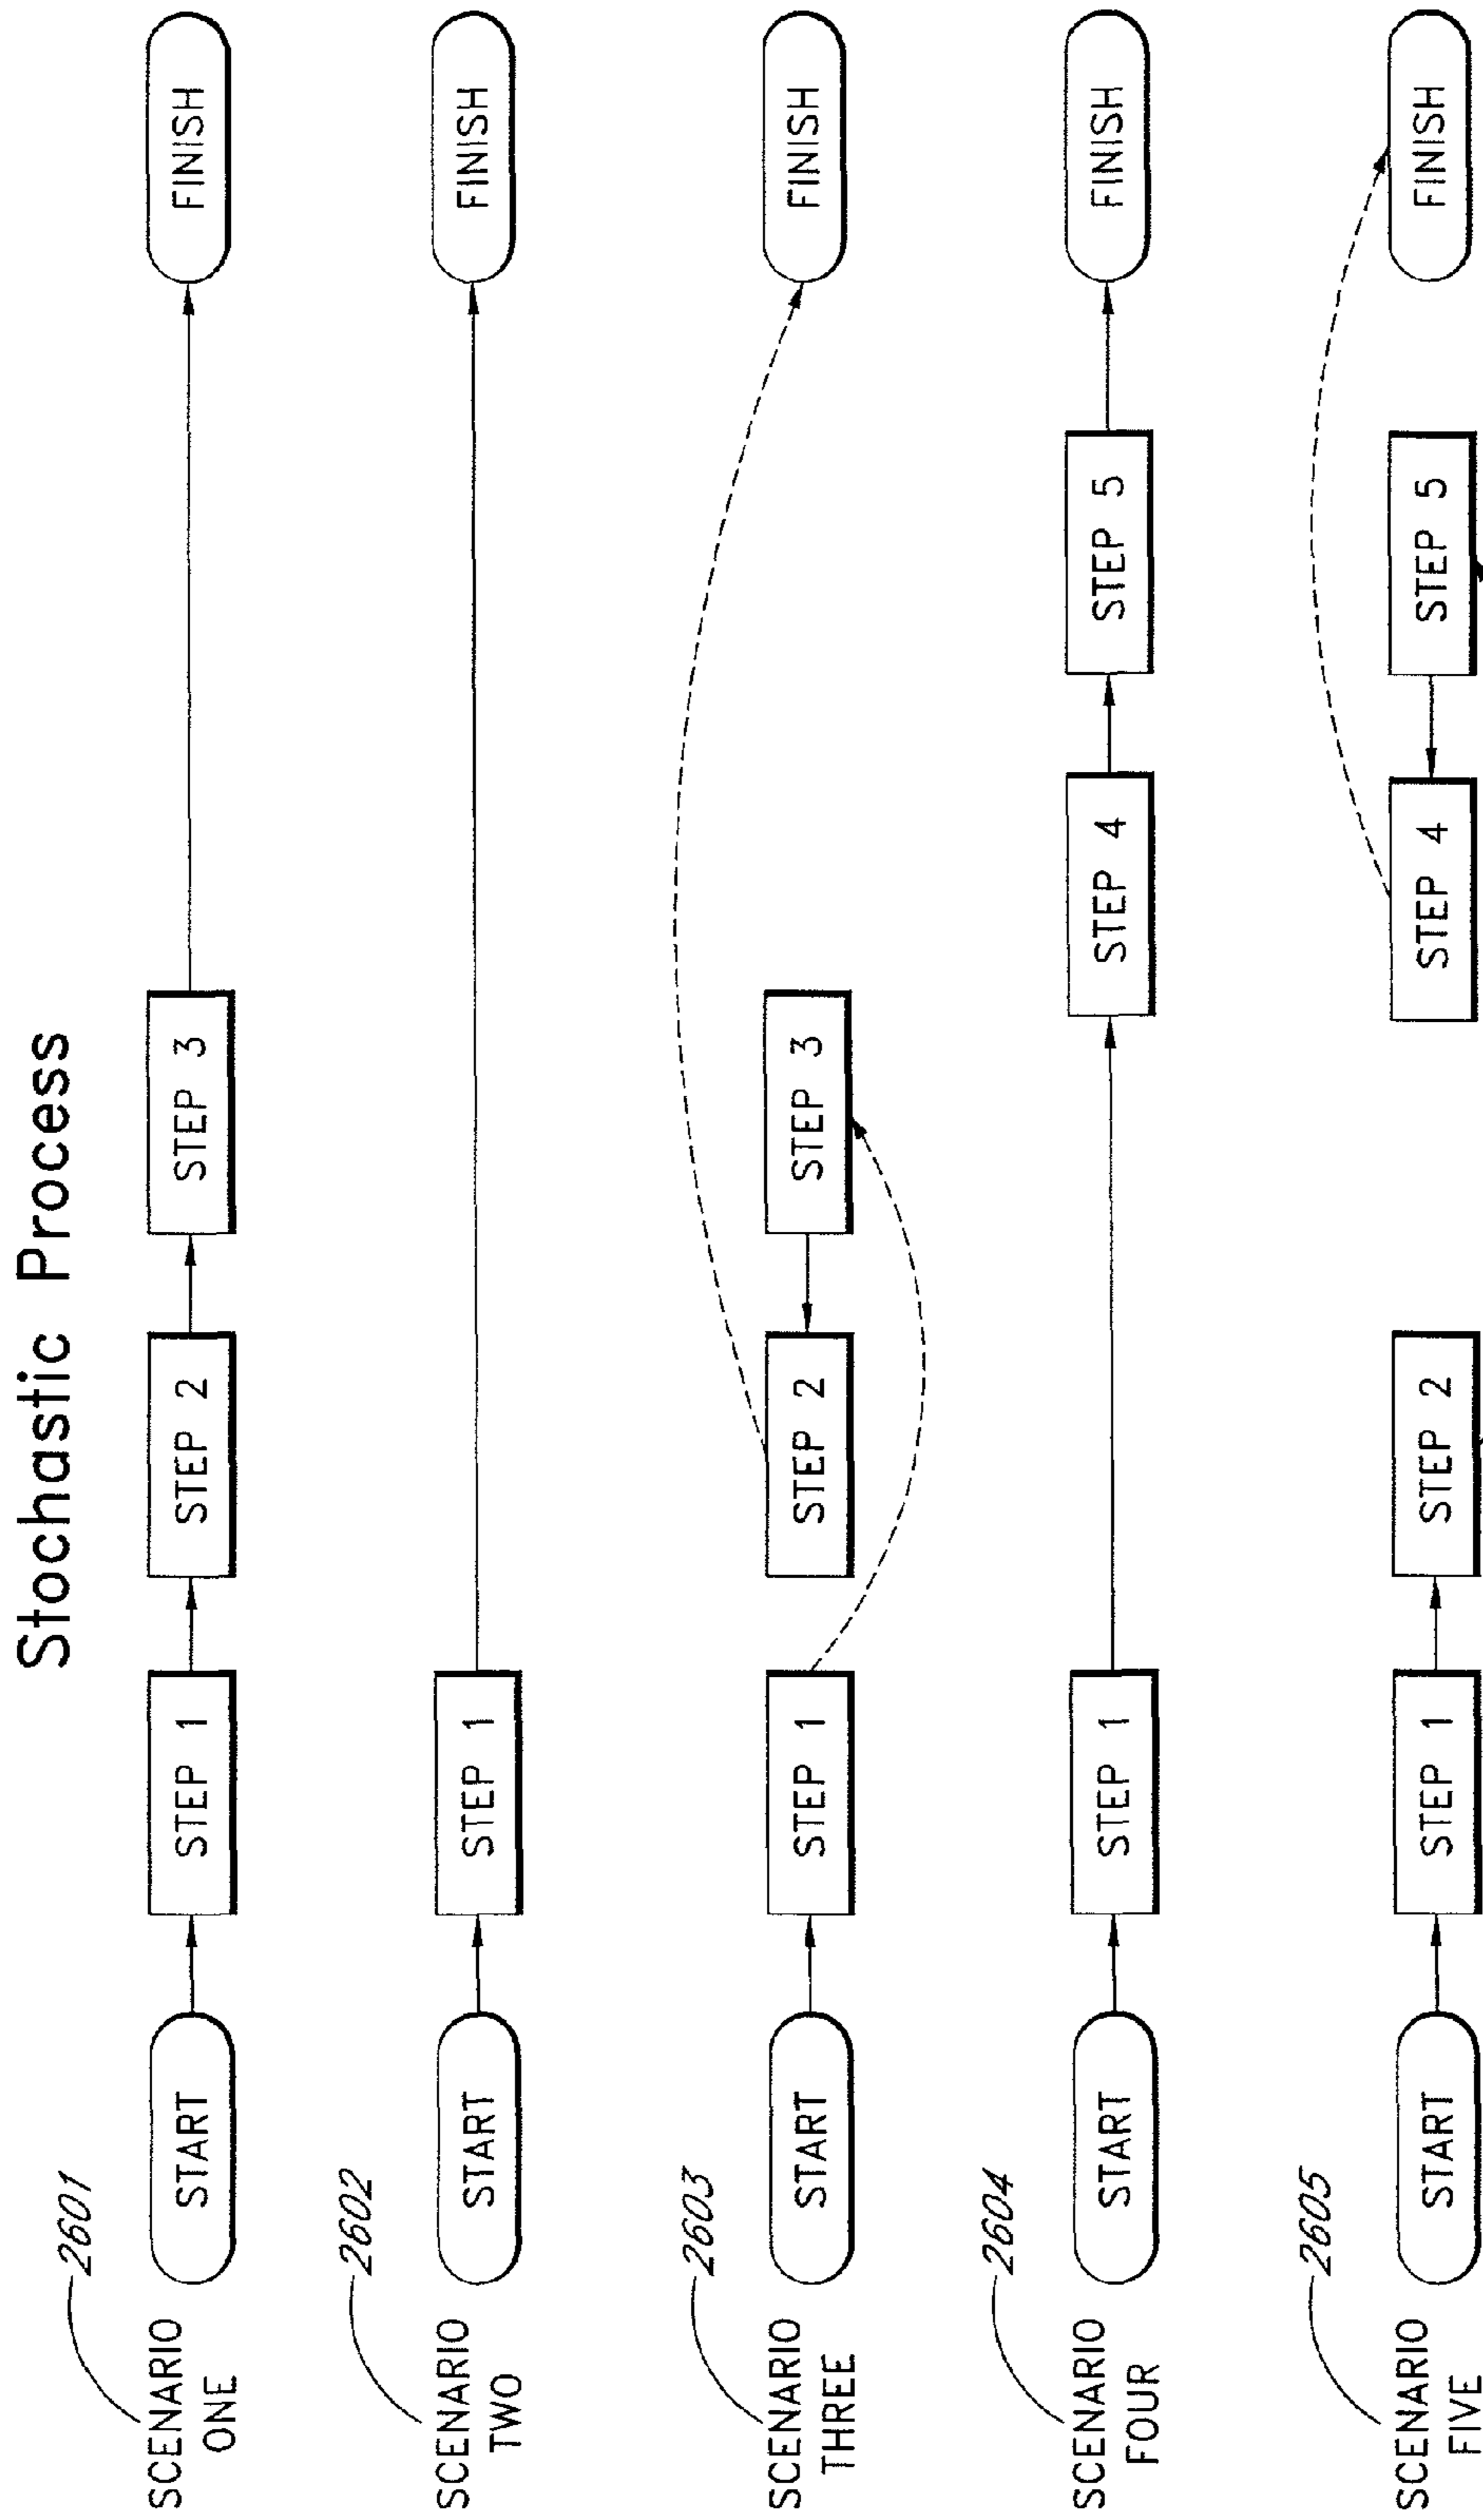 Stochastic Process
2601
SCENARIO
ONE
START
STEP 1
STEP 2
STEP 3
FINISH
2602
SCENARIO
TWO
START
STEP 1
FINISH
2603
SCENARIO
THREE
START
STEP 1
STEP 2
STEP 3
FINISH
2604
SCENARIO
FOUR
START
STEP 1
STEP 4
STEP 5
FINISH
2605
SCENARIO
FIVE
START
STEP 1
STEP 2
STEP 4
STEP 5
FINISH